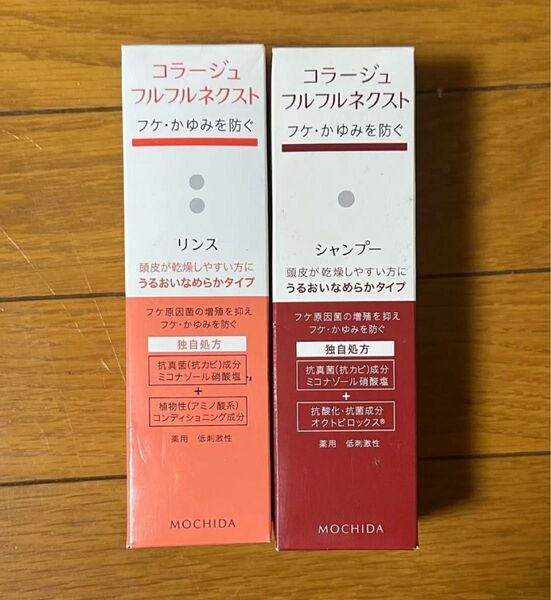 コラージュ
フルフルネクスト
フケ・かゆみを防ぐ
リンス
頭皮が乾燥しやすい方に
うるおいなめらかタイプ
フケ原因菌の増殖を抑え
フケ・かゆみを防ぐ
独自処方
抗真菌(抗カビ)成分
ミコナゾール硝酸塩
+
植物性(アミノ酸系)
コンディショニング成分
薬用 低刺激性
MOCHIDA
コラージュ
フルフルネクスト
フケ・かゆみを防ぐ
シャンプー
頭皮が乾燥しやすい方に
うるおいなめらかタイプ
フケ原因菌の増殖を抑え
フケ・かゆみを防ぐ
独自処方
抗真菌(抗カビ)成分
ミコナゾール硝酸塩
+
抗酸化・抗菌成分
オクトピロックス®
薬用 低刺激性
MOCHIDA